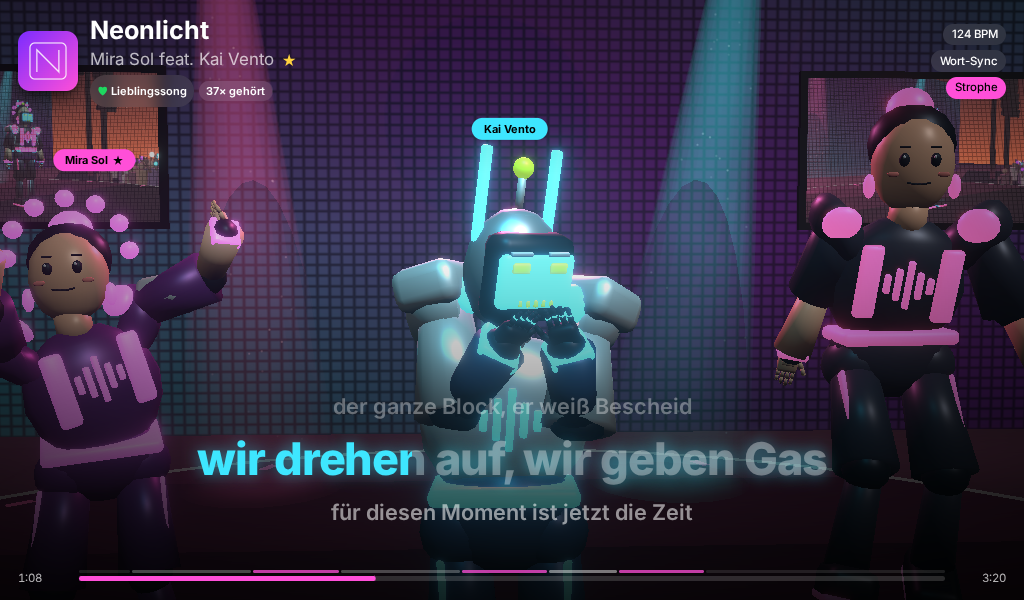 Neonlicht
Mira Sol feat. Kai Vento ★
Lieblingssong
37× gehört
124 BPM
Wort-Sync
Strophe
Kai Vento
Mira Sol ★
der ganze Block, er weiß Bescheid
wir drehen auf, wir geben Gas
für diesen Moment ist jetzt die Zeit
1:08
3:20